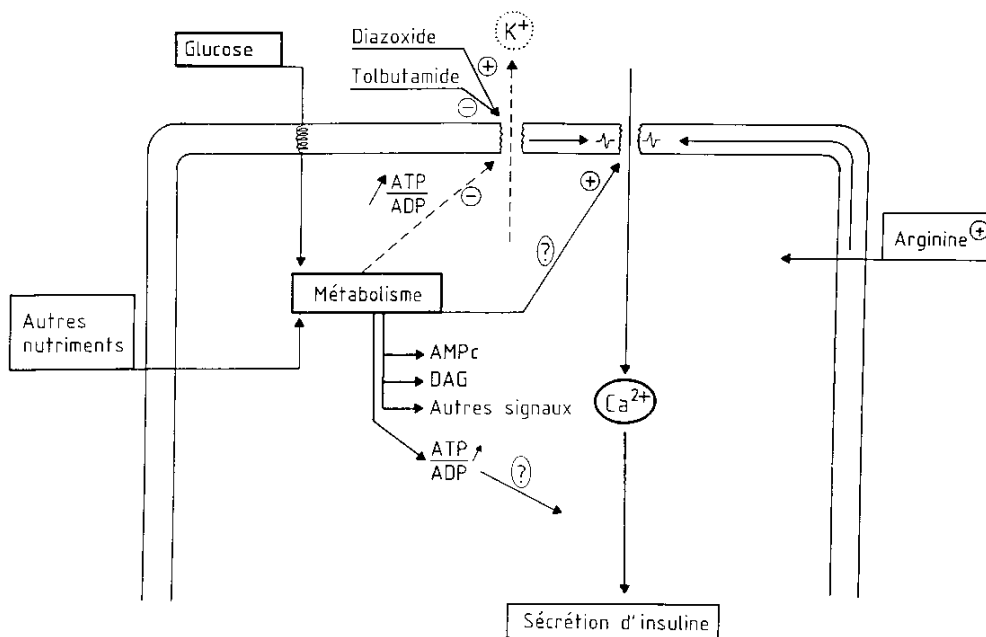 Glucose
Diazoxide
Tolbutamide
K+
+
−
ATP
ADP
−
+
?
Arginine +
Métabolisme
Autres
nutriments
AMPc
DAG
Autres signaux
Ca2+
ATP
ADP
?
Sécrétion d'insuline